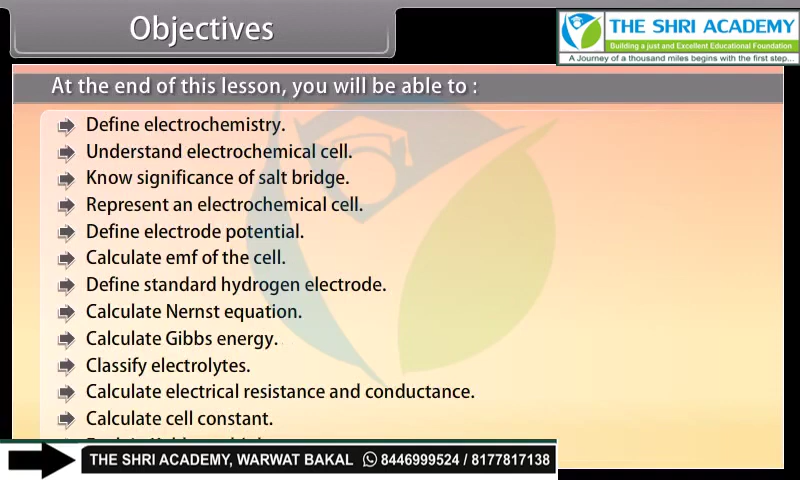 Objectives
THE SHRI ACADEMY
Building a just and Excellent Educational Foundation
A Journey of a thousand miles begins with the first step...
At the end of this lesson, you will be able to :
Define electrochemistry.
Understand electrochemical cell.
Know significance of salt bridge.
Represent an electrochemical cell.
Define electrode potential.
Calculate emf of the cell.
Define standard hydrogen electrode.
Calculate Nernst equation.
Calculate Gibbs energy.
Classify electrolytes.
Calculate electrical resistance and conductance.
Calculate cell constant.
THE SHRI ACADEMY, WARWAT BAKAL 8446999524 / 8177817138